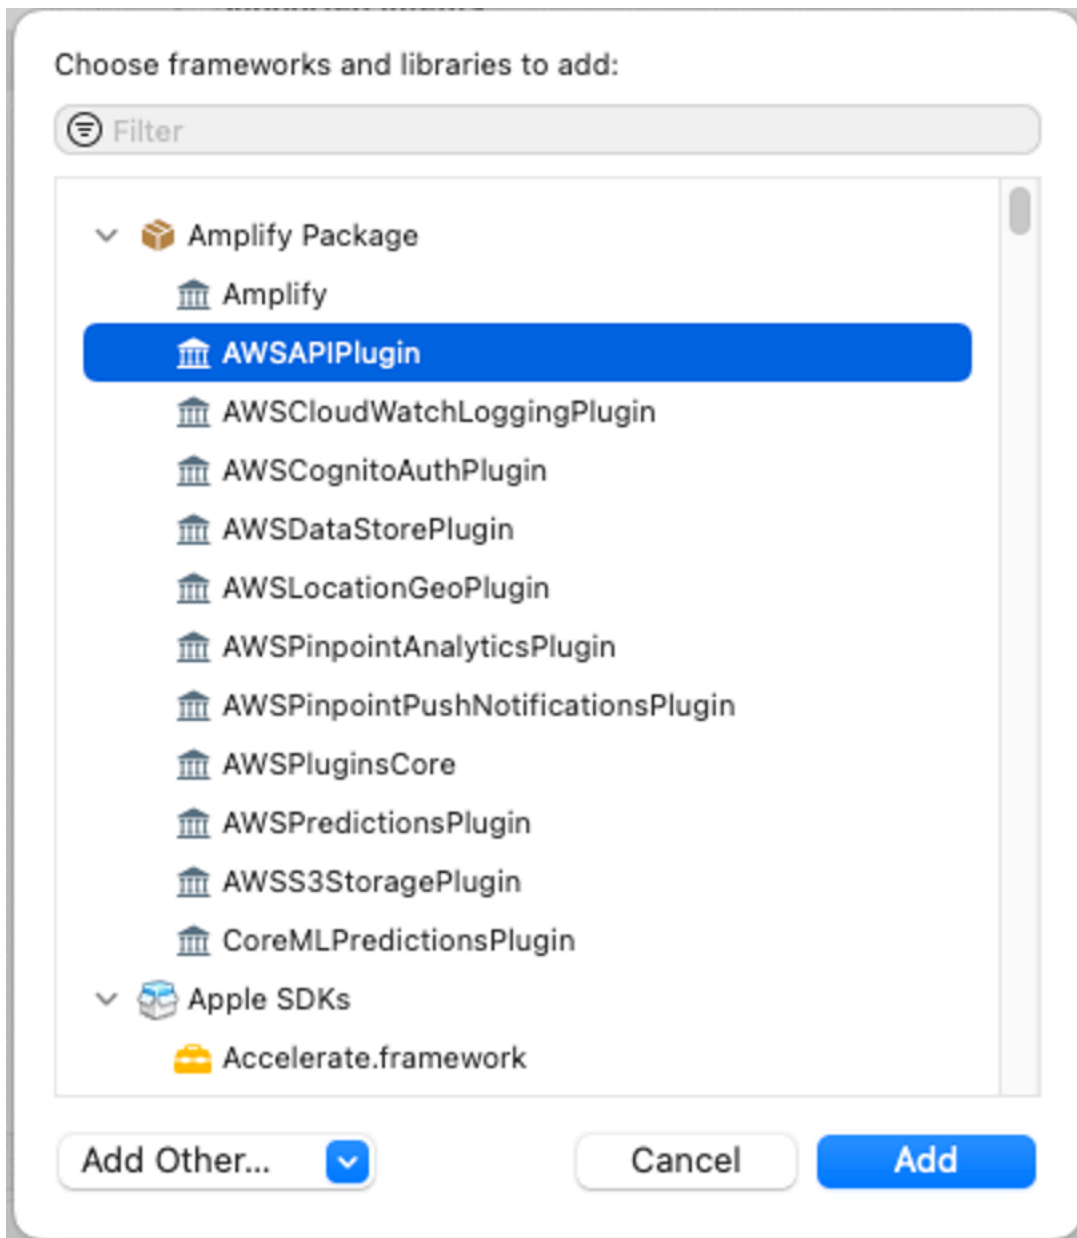 Choose frameworks and libraries to add:
Filter
Amplify Package
Amplify
AWSAPIPlugin
AWSCloudWatchLoggingPlugin
AWSCognitoAuthPlugin
AWSDataStorePlugin
AWSLocationGeoPlugin
AWSPinpointAnalyticsPlugin
AWSPinpointPushNotificationsPlugin
AWSPluginsCore
AWSPredictionsPlugin
AWSS3StoragePlugin
CoreMLPredictionsPlugin
Apple SDKs
Accelerate.framework
Add Other... Cancel Add